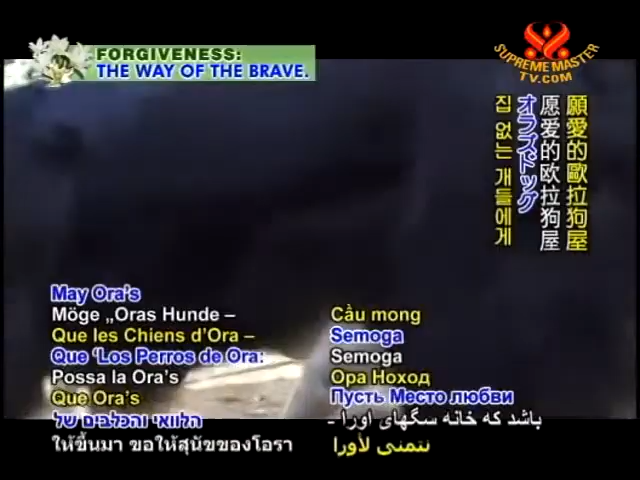 FORGIVENESS:
THE WAY OF THE BRAVE.
SUPREME MASTER
TV.COM
願愛的歐拉狗屋
愿爱的欧拉狗屋
オラズドッグ
집 없는 개들에게
May Ora's
Möge „Oras Hunde –
Que les Chiens d'Ora –
Que 'Los Perros de Ora:
Possa la Ora's
Que Ora's
הלוואי והכלבים של
ให้ขึ้นมา ขอให้สุนัขของโอรา
Cầu mong
Semoga
Semoga
Ора Ноход
Пусть Место любви
باشد که خانه سگهای اورا -
نتمنى لأورا